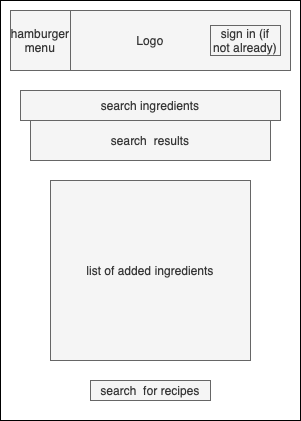 hamburger
menu
Logo
sign in (if
not already)
search ingredients
search  results
list of added ingredients
search  for recipes